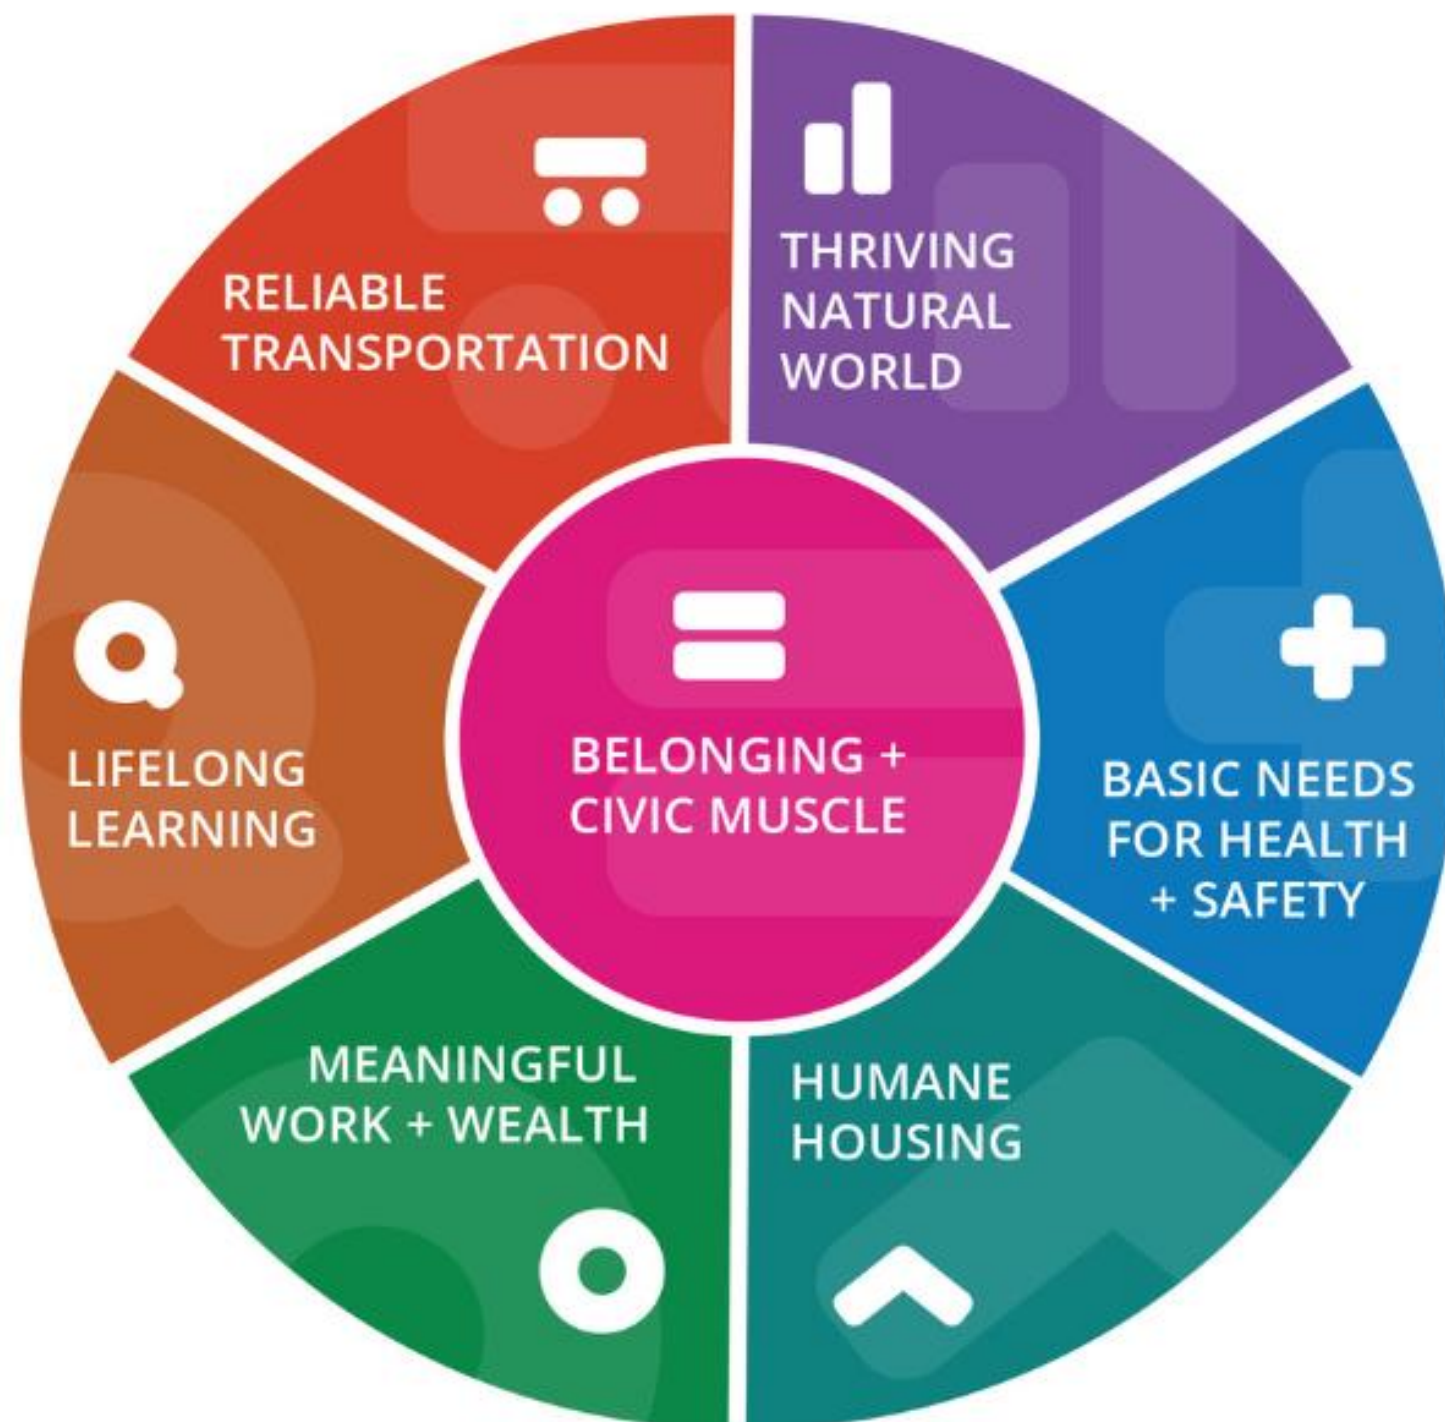 RELIABLE
TRANSPORTATION
THRIVING
NATURAL
WORLD
LIFELONG
LEARNING
BELONGING +
CIVIC MUSCLE
BASIC NEEDS
FOR HEALTH
+ SAFETY
MEANINGFUL
WORK + WEALTH
HUMANE
HOUSING